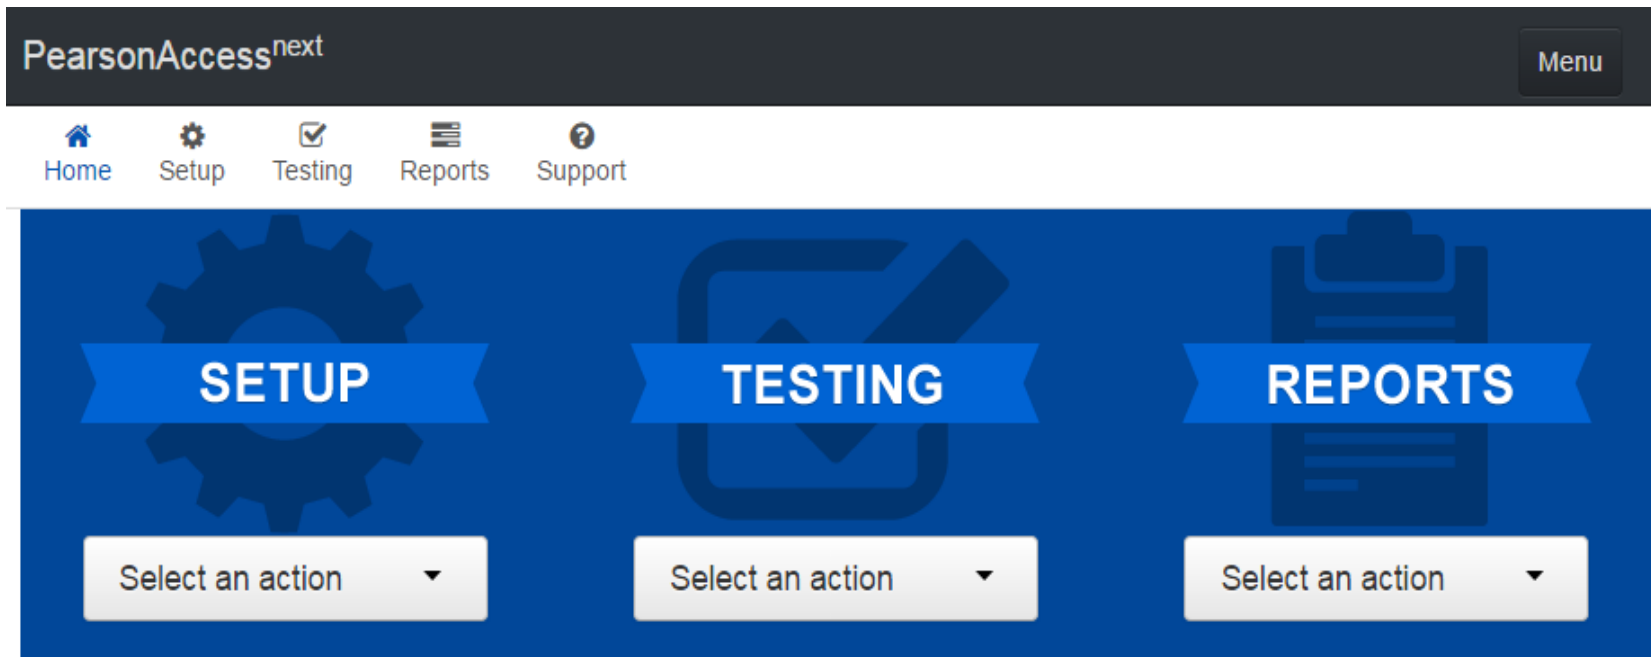 PearsonAccessnext
Menu
Home Setup Testing Reports Support
SETUP TESTING REPORTS
Select an action Select an action Select an action